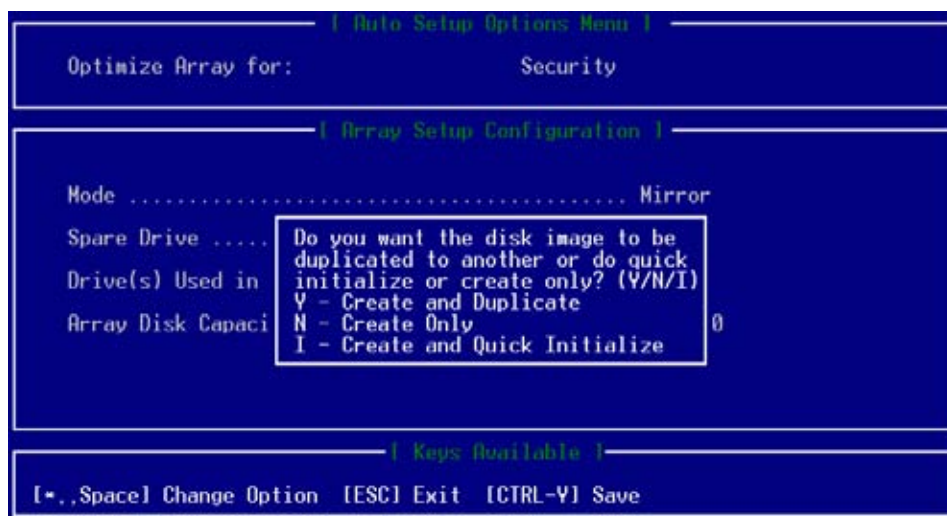 [ Auto Setup Options Menu ]
Optimize Array for: Security
[ Array Setup Configuration ]
Mode ............................................. Mirror
Spare Drive .....
Drive(s) Used in
Array Disk Capaci 0
Do you want the disk image to be
duplicated to another or do quick
initialize or create only? (Y/N/I)
Y - Create and Duplicate
N - Create Only
I - Create and Quick Initialize
[ Keys Available ]
[←..Space] Change Option [ESC] Exit [CTRL-Y] Save